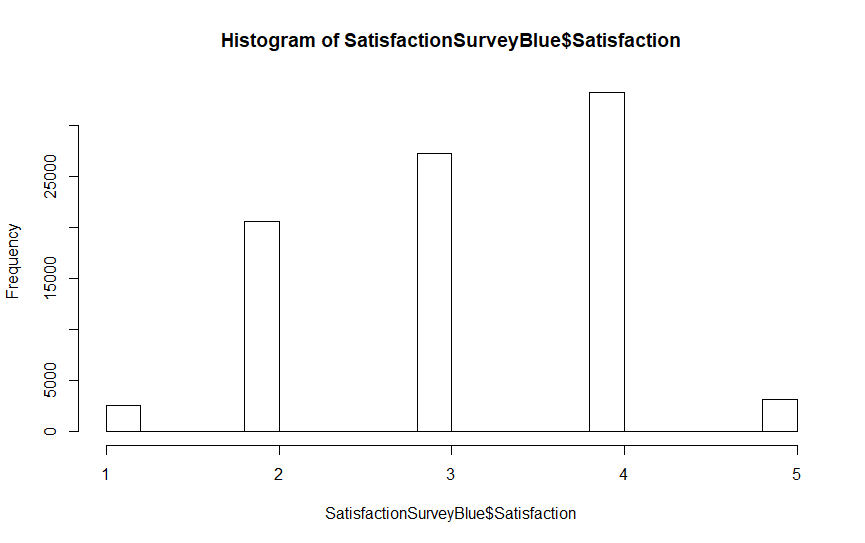 Histogram of SatisfactionSurveyBlue$Satisfaction
Frequency
25000
15000
5000
0
1 2 3 4 5
SatisfactionSurveyBlue$Satisfaction